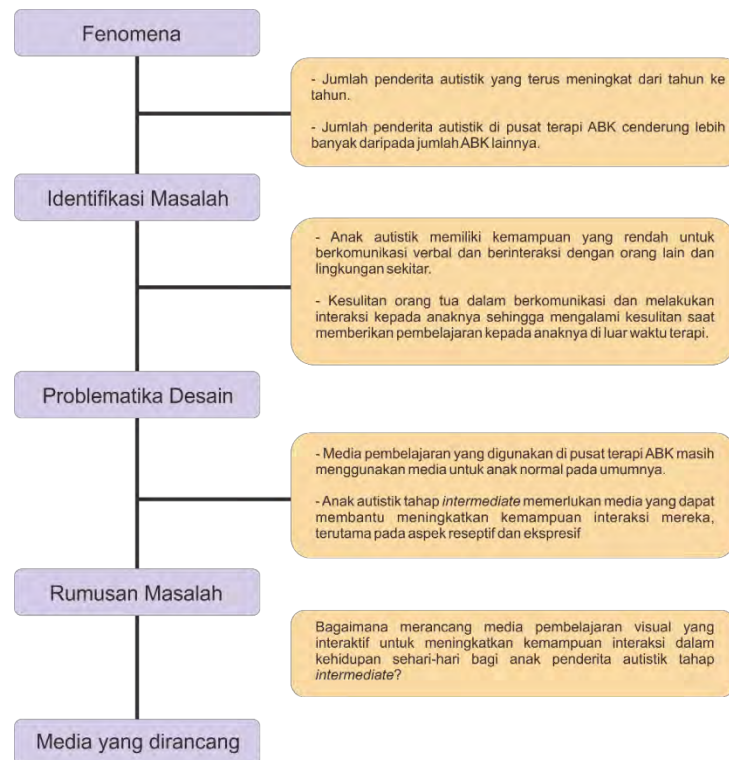 Fenomena
- Jumlah penderita autistik yang terus meningkat dari tahun ke
tahun.
- Jumlah penderita autistik di pusat terapi ABK cenderung lebih
banyak daripada jumlah ABK lainnya.
Identifikasi Masalah
- Anak autistik memiliki kemampuan yang rendah untuk
berkomunikasi verbal dan berinteraksi dengan orang lain dan
lingkungan sekitar.
- Kesulitan orang tua dalam berkomunikasi dan melakukan
interaksi kepada anaknya sehingga mengalami kesulitan saat
memberikan pembelajaran kepada anaknya di luar waktu terapi.
Problematika Desain
- Media pembelajaran yang digunakan di pusat terapi ABK masih
menggunakan media untuk anak normal pada umumnya.
- Anak autistik tahap intermediate memerlukan media yang dapat
membantu meningkatkan kemampuan interaksi mereka,
terutama pada aspek reseptif dan ekspresif
Rumusan Masalah
Bagaimana merancang media pembelajaran visual yang
interaktif untuk meningkatkan kemampuan interaksi dalam
kehidupan sehari-hari bagi anak penderita autistik tahap
intermediate?
Media yang dirancang